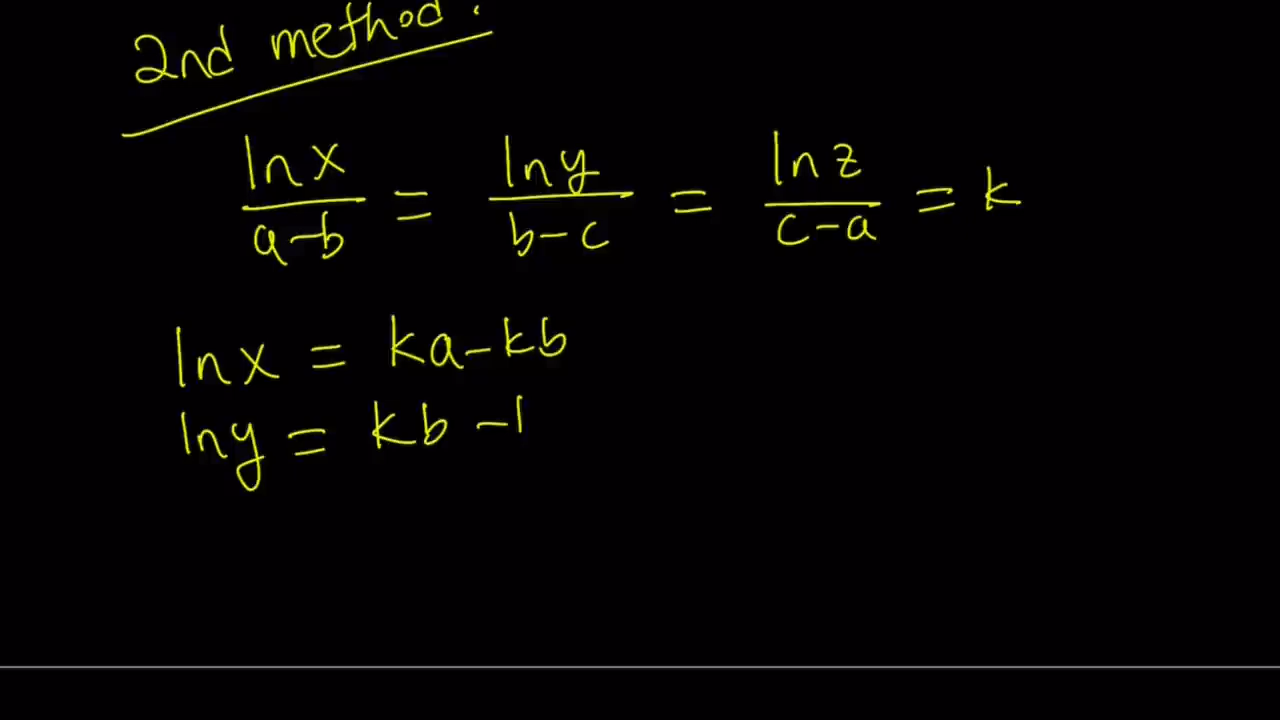 2nd method:
ln x / a-b = ln y / b-c = ln z / c-a = k
ln x = ka-kb
ln y = kb -